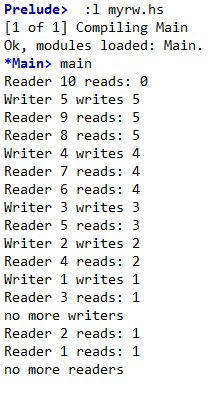 Prelude>  :l myrw.hs
[1 of 1] Compiling Main
Ok, modules loaded: Main.
*Main> main
Reader 10 reads: 0
Writer 5 writes 5
Reader 9 reads: 5
Reader 8 reads: 5
Writer 4 writes 4
Reader 7 reads: 4
Reader 6 reads: 4
Writer 3 writes 3
Reader 5 reads: 3
Writer 2 writes 2
Reader 4 reads: 2
Writer 1 writes 1
Reader 3 reads: 1
no more writers
Reader 2 reads: 1
Reader 1 reads: 1
no more readers